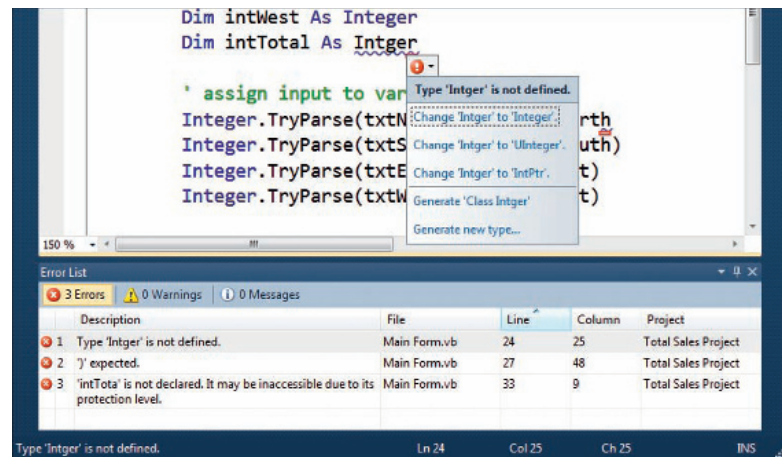 Dim intWest As Integer
Dim intTotal As Intger
Type 'Intger' is not defined.
' assign input to var
Integer.TryParse(txtN
rth
Integer.TryParse(txtS
uth)
Integer.TryParse(txtE
t)
Integer.TryParse(txtW
t)
Change 'Intger' to 'Integer'.
Change 'Intger' to 'UInteger'.
Change 'Intger' to 'IntPtr'.
Generate 'Class Intger'
Generate new type...
150 %
Error List
3 Errors 0 Warnings 0 Messages
Description File Line Column Project
1 Type 'Intger' is not defined. Main Form.vb 24 25 Total Sales Project
2 ')' expected. Main Form.vb 27 48 Total Sales Project
3 'intTota' is not declared. It may be inaccessible due to its Main Form.vb 33 9 Total Sales Project
protection level.
Type 'Intger' is not defined. Ln 24 Col 25 Ch 25 INS